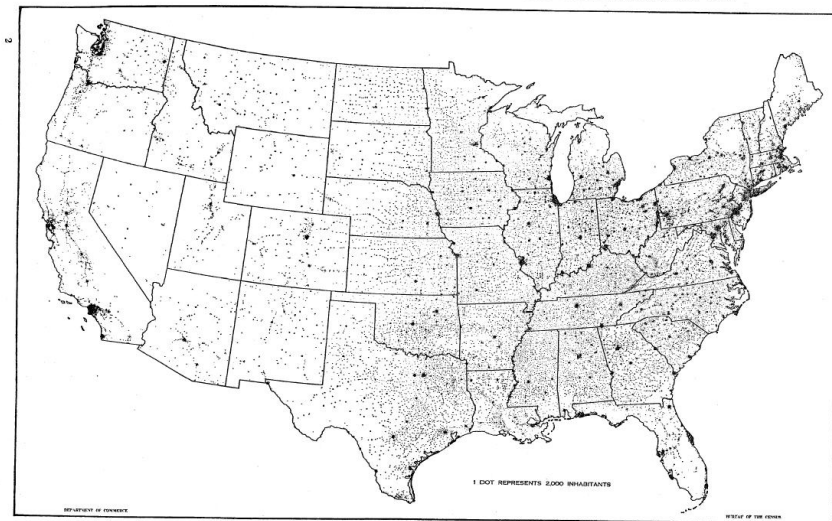 2
1 DOT REPRESENTS 2,000 INHABITANTS
DEPARTMENT OF COMMERCE
BUREAU OF THE CENSUS